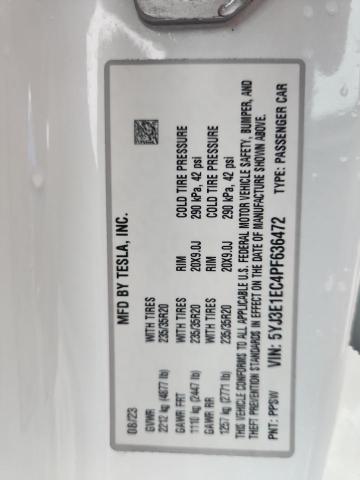 MFD BY TESLA, INC.
08/23
GVWR WITH TIRES RIM COLD TIRE PRESSURE
2212 kg (4877 lb) 235/35R20 20X9.0J 290 kPa, 42 psi
GAWR FRT WITH TIRES RIM COLD TIRE PRESSURE
1110 kg (2447 lb) 235/35R20 20X9.0J 290 kPa, 42 psi
GAWR RR
1257 kg (2771 lb)
THIS VEHICLE CONFORMS TO ALL APPLICABLE U.S. FEDERAL MOTOR VEHICLE SAFETY, BUMPER, AND
THEFT PREVENTION STANDARDS IN EFFECT ON THE DATE OF MANUFACTURE SHOWN ABOVE.
VIN: 5YJ3E1EC4PF636472
PNT: PPSW TYPE: PASSENGER CAR